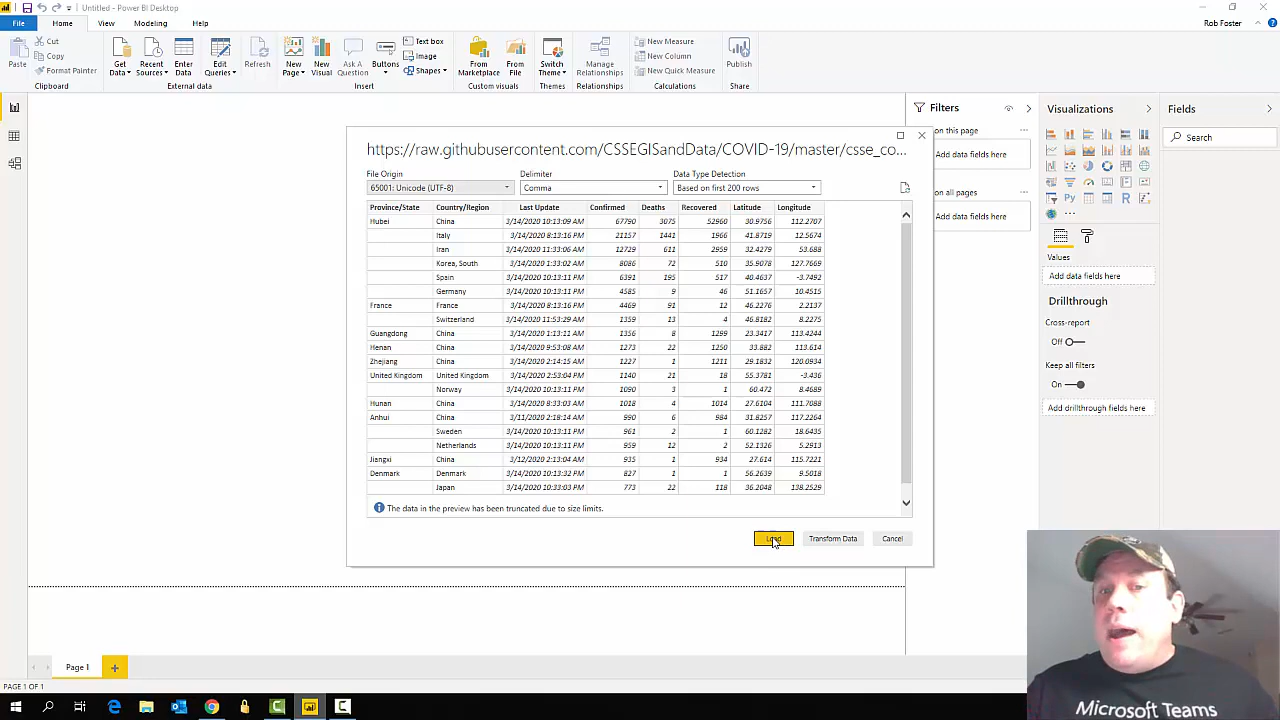 Untitled - Power BI Desktop
Rob Foster
File
Home
View
Modeling
Help
Paste
Cut
Copy
Format Painter
Clipboard
Get Data
Recent Sources
Enter Data
Edit Queries
Refresh
External data
New Page
New Visual
Ask A Question
Buttons
Text box
Image
Shapes
Insert
From Marketplace
From File
Custom visuals
Switch Theme
Themes
Manage Relationships
Relationships
New Measure
New Column
New Quick Measure
Calculations
Publish
Share
https://raw.githubusercontent.com/CSSEGISandData/COVID-19/master/csse_co...
File Origin
Delimiter
Data Type Detection
65001: Unicode (UTF-8)
Comma
Based on first 200 rows
Province/State Country/Region Last Update Confirmed Deaths Recovered Latitude Longitude
Hubei China 3/14/2020 10:13:09 AM 67790 3075 52960 30.9756 112.2707
Italy 3/14/2020 8:13:16 PM 21157 1441 1966 41.8719 12.5674
Iran 3/14/2020 11:33:06 AM 12729 611 2959 32.4279 53.688
Korea, South 3/14/2020 1:33:02 AM 8086 72 510 35.9078 127.7669
Spain 3/14/2020 10:13:11 PM 6391 195 517 40.4637 -3.7492
Germany 3/14/2020 10:13:11 PM 4585 9 46 51.1657 10.4515
France France 3/14/2020 8:13:16 PM 4469 91 12 46.2276 2.2137
Switzerland 3/14/2020 11:53:29 AM 1359 13 4 46.8182 8.2275
Guangdong China 3/14/2020 1:13:11 AM 1356 8 1299 23.3417 113.4244
Henan China 3/14/2020 9:53:08 AM 1273 22 1250 33.882 113.614
Zhejiang China 3/14/2020 2:14:15 AM 1227 1 1211 29.1832 120.0934
United Kingdom United Kingdom 3/14/2020 2:53:04 PM 1140 21 18 55.3781 -3.436
Norway 3/14/2020 10:13:11 PM 1090 3 1 60.472 8.4689
Hunan China 3/14/2020 8:33:03 AM 1018 4 1014 27.6104 111.7088
Anhui China 3/11/2020 2:18:14 AM 990 6 984 31.8257 117.2264
Sweden 3/14/2020 10:13:11 PM 961 2 1 60.1282 18.6435
Netherlands 3/14/2020 10:13:11 PM 959 12 2 52.1326 5.2913
Jiangxi China 3/12/2020 2:13:04 AM 935 1 934 27.614 115.7221
Denmark Denmark 3/14/2020 10:13:32 PM 827 1 1 56.2639 9.5018
Japan 3/14/2020 10:33:03 PM 773 22 118 36.2048 138.2529
The data in the preview has been truncated due to size limits.
Load
Transform Data
Cancel
Filters
on this page
Add data fields here
on all pages
Add data fields here
Visualizations
Values
Add data fields here
Drillthrough
Cross-report
Off
Keep all filters
On
Add drillthrough fields here
Fields
Search
Page 1
PAGE 1 OF 1
Microsoft Teams